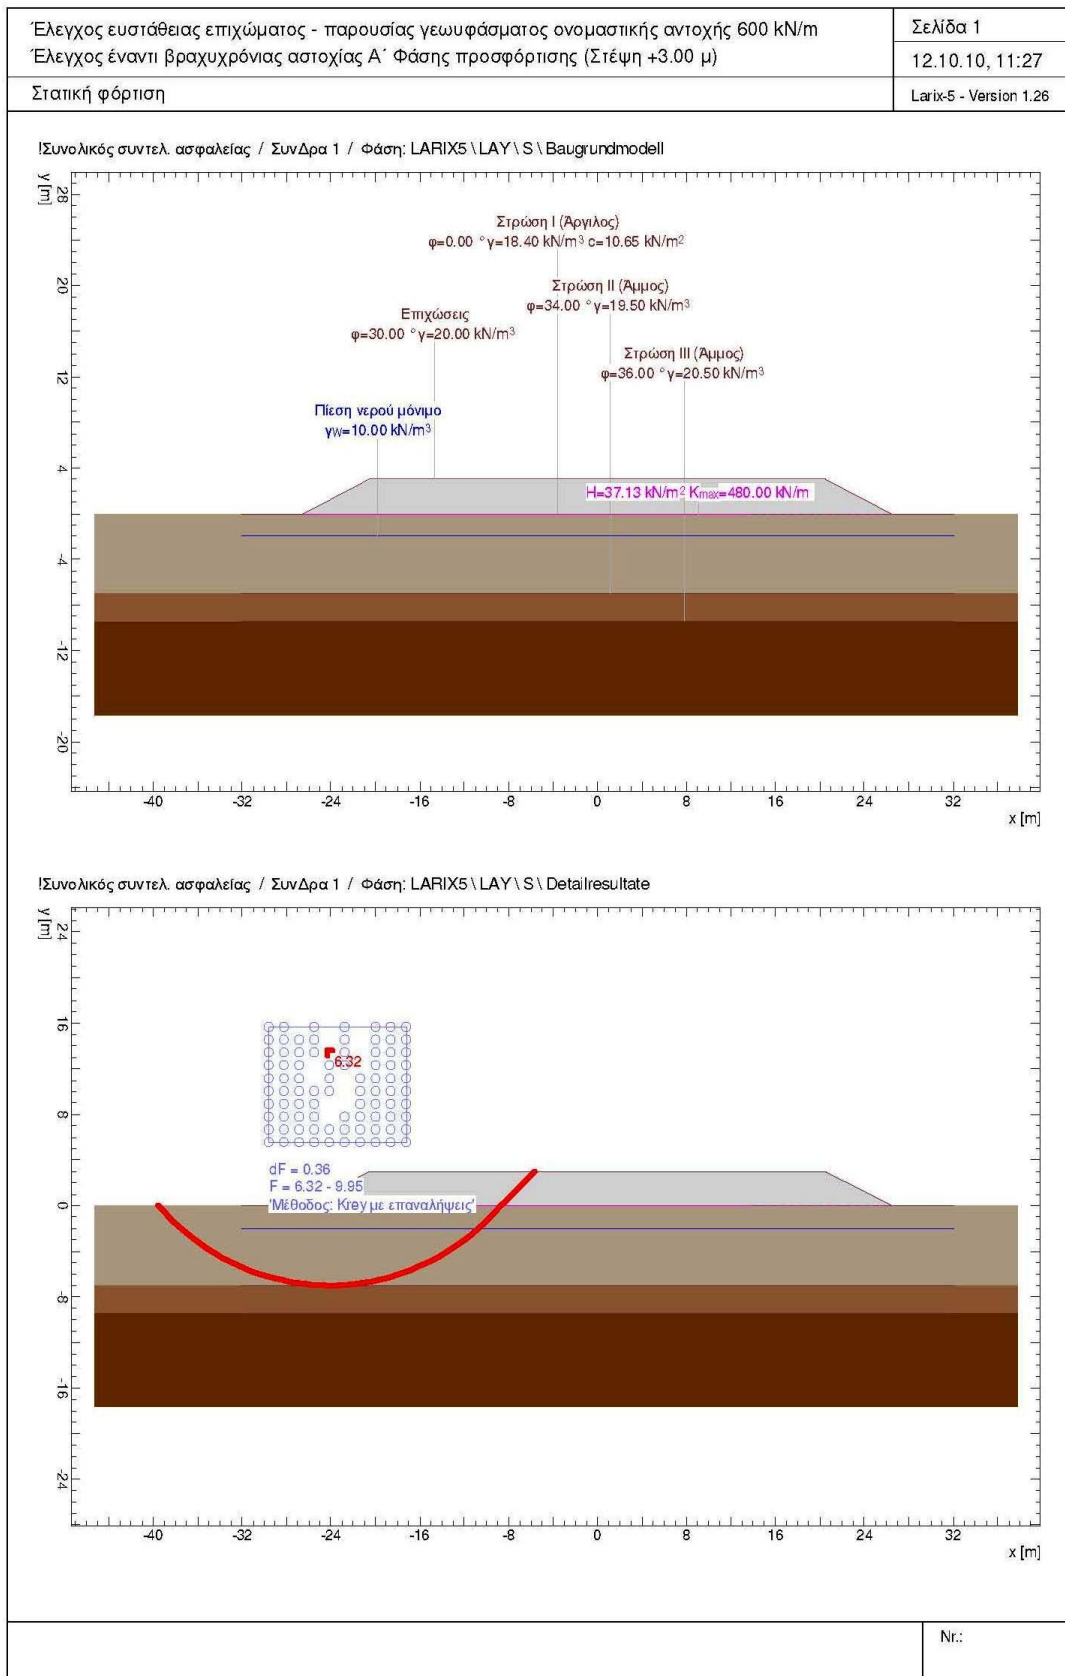 Έλεγχος ευστάθειας επιχώματος - παρουσίας γεωυφάσματος ονομαστικής αντοχής 600 kN/m
Έλεγχος έναντι βραχυχρόνιας αστοχίας Α΄ Φάσης προσφόρτισης (Στέψη +3.00 μ)
Σελίδα 1
12.10.10, 11:27
Στατική φόρτιση
Larix-5 - Version 1.26
!Συνολικός συντελ. ασφαλείας / ΣυνΔρα 1 / Φάση: LARIX5 \ LAY \ S \ Baugrundmodell
y [m]
28
20
12
4
-4
-12
-20
Στρώση I (Άργιλος)
φ=0.00 ° γ=18.40 kN/m³ c=10.65 kN/m²
Στρώση II (Άμμος)
φ=34.00 ° γ=19.50 kN/m³
Επιχώσεις
φ=30.00 ° γ=20.00 kN/m³
Στρώση III (Άμμος)
φ=36.00 ° γ=20.50 kN/m³
Πίεση νερού μόνιμο
γw=10.00 kN/m³
H=37.13 kN/m² Kmax=480.00 kN/m
-40 -32 -24 -16 -8 0 8 16 24 32
x [m]
!Συνολικός συντελ. ασφαλείας / ΣυνΔρα 1 / Φάση: LARIX5 \ LAY \ S \ Detailresultate
y [m]
24
16
8
0
-8
-16
-24
6.32
dF = 0.36
F = 6.32 - 9.95
'Μέθοδος: Krey με επαναλήψεις'
-40 -32 -24 -16 -8 0 8 16 24 32
x [m]
Nr.: